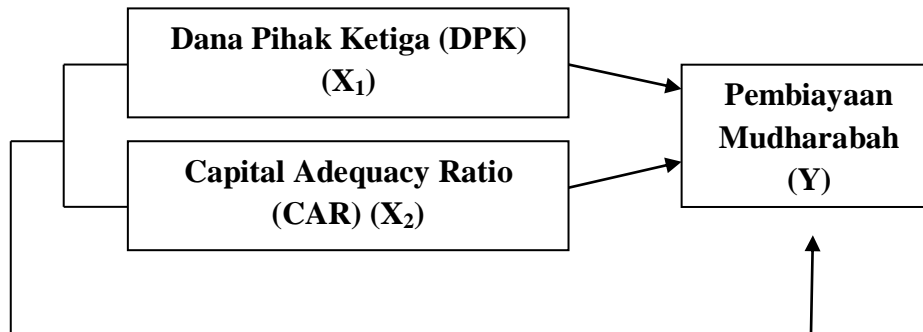 Dana Pihak Ketiga (DPK)
(X₁)
Capital Adequacy Ratio
(CAR) (X₂)
Pembiayaan
Mudharabah
(Y)